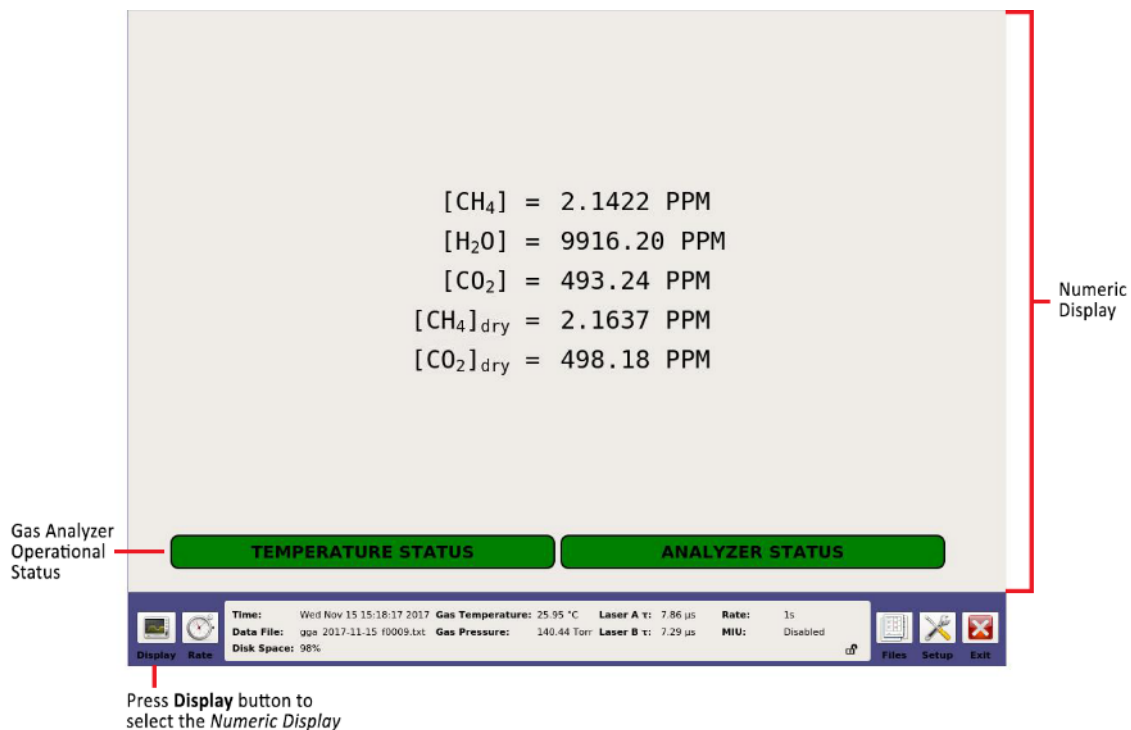 [CH₄] = 2.1422 PPM
[H₂O] = 9916.20 PPM
[CO₂] = 493.24 PPM
[CH₄]dry = 2.1637 PPM
[CO₂]dry = 498.18 PPM
Numeric
Display
Gas Analyzer
Operational
Status
TEMPERATURE STATUS
ANALYZER STATUS
Time: Wed Nov 15 15:18:17 2017 Gas Temperature: 25.95 °C Laser A τ: 7.86 µs Rate: 1s
Data File: gga 2017-11-15 f0009.txt Gas Pressure: 140.44 Torr Laser B τ: 7.29 µs MIU: Disabled
Disk Space: 98%
Display Rate Files Setup Exit
Press Display button to
select the Numeric Display